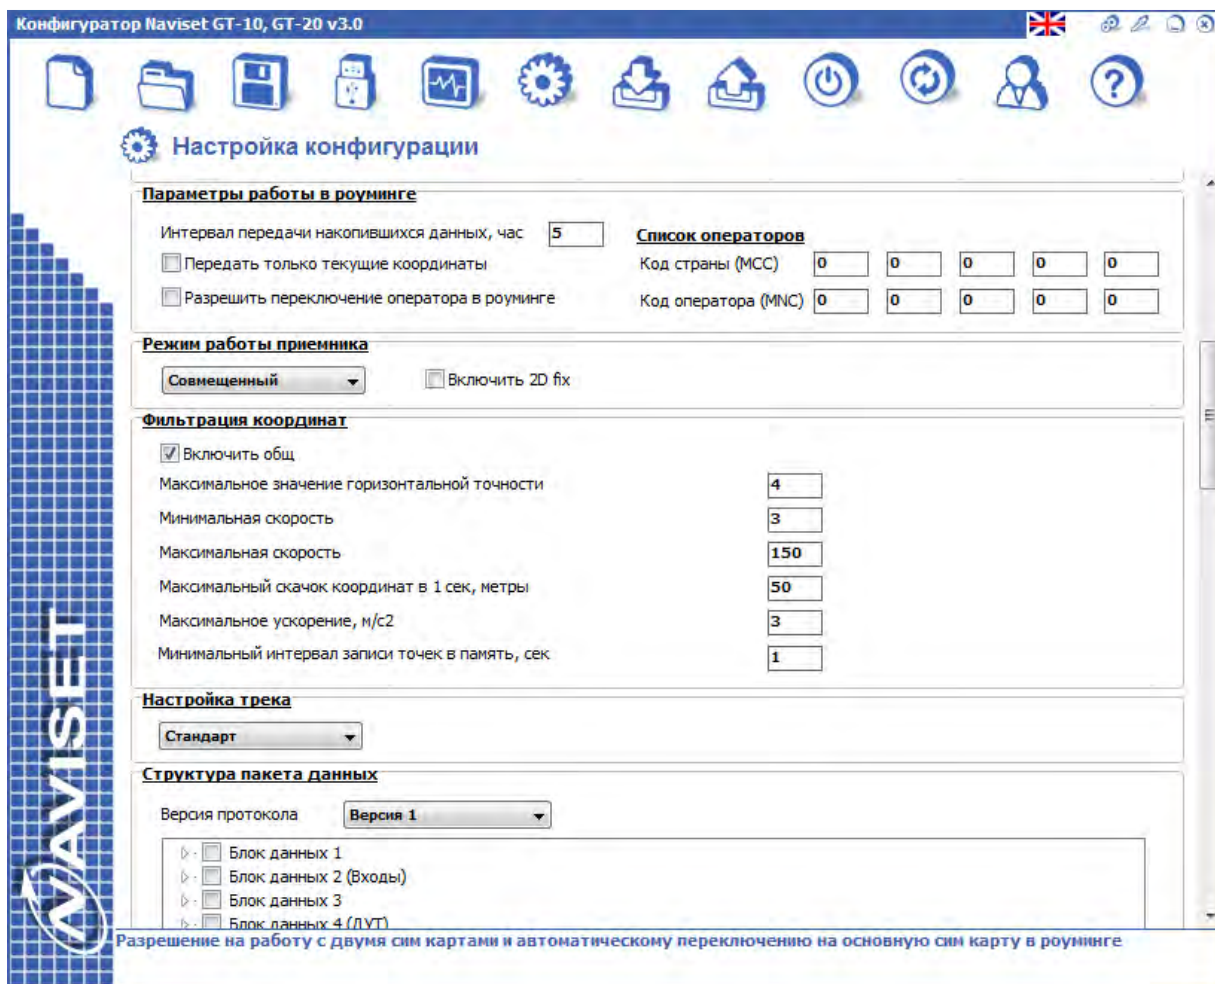 Конфигуратор Naviset GT-10, GT-20 v3.0
Настройка конфигурации
Параметры работы в роуминге
Интервал передачи накопившихся данных, час 5
Передать только текущие координаты
Разрешить переключение оператора в роуминге
Список операторов
Код страны (MCC) 0 0 0 0 0
Код оператора (MNC) 0 0 0 0 0
Режим работы приемника
Совмещенный Включить 2D fix
Фильтрация координат
Включить общ
Максимальное значение горизонтальной точности 4
Минимальная скорость 3
Максимальная скорость 150
Максимальный скачок координат в 1 сек, метры 50
Максимальное ускорение, м/с2 3
Минимальный интервал записи точек в память, сек 1
Настройка трека
Стандарт
Структура пакета данных
Версия протокола Версия 1
Блок данных 1
Блок данных 2 (Входы)
Блок данных 3
Блок данных 4 (ДУТ)
NAVISET
Разрешение на работу с двумя сим картами и автоматическому переключению на основную сим карту в роуминге